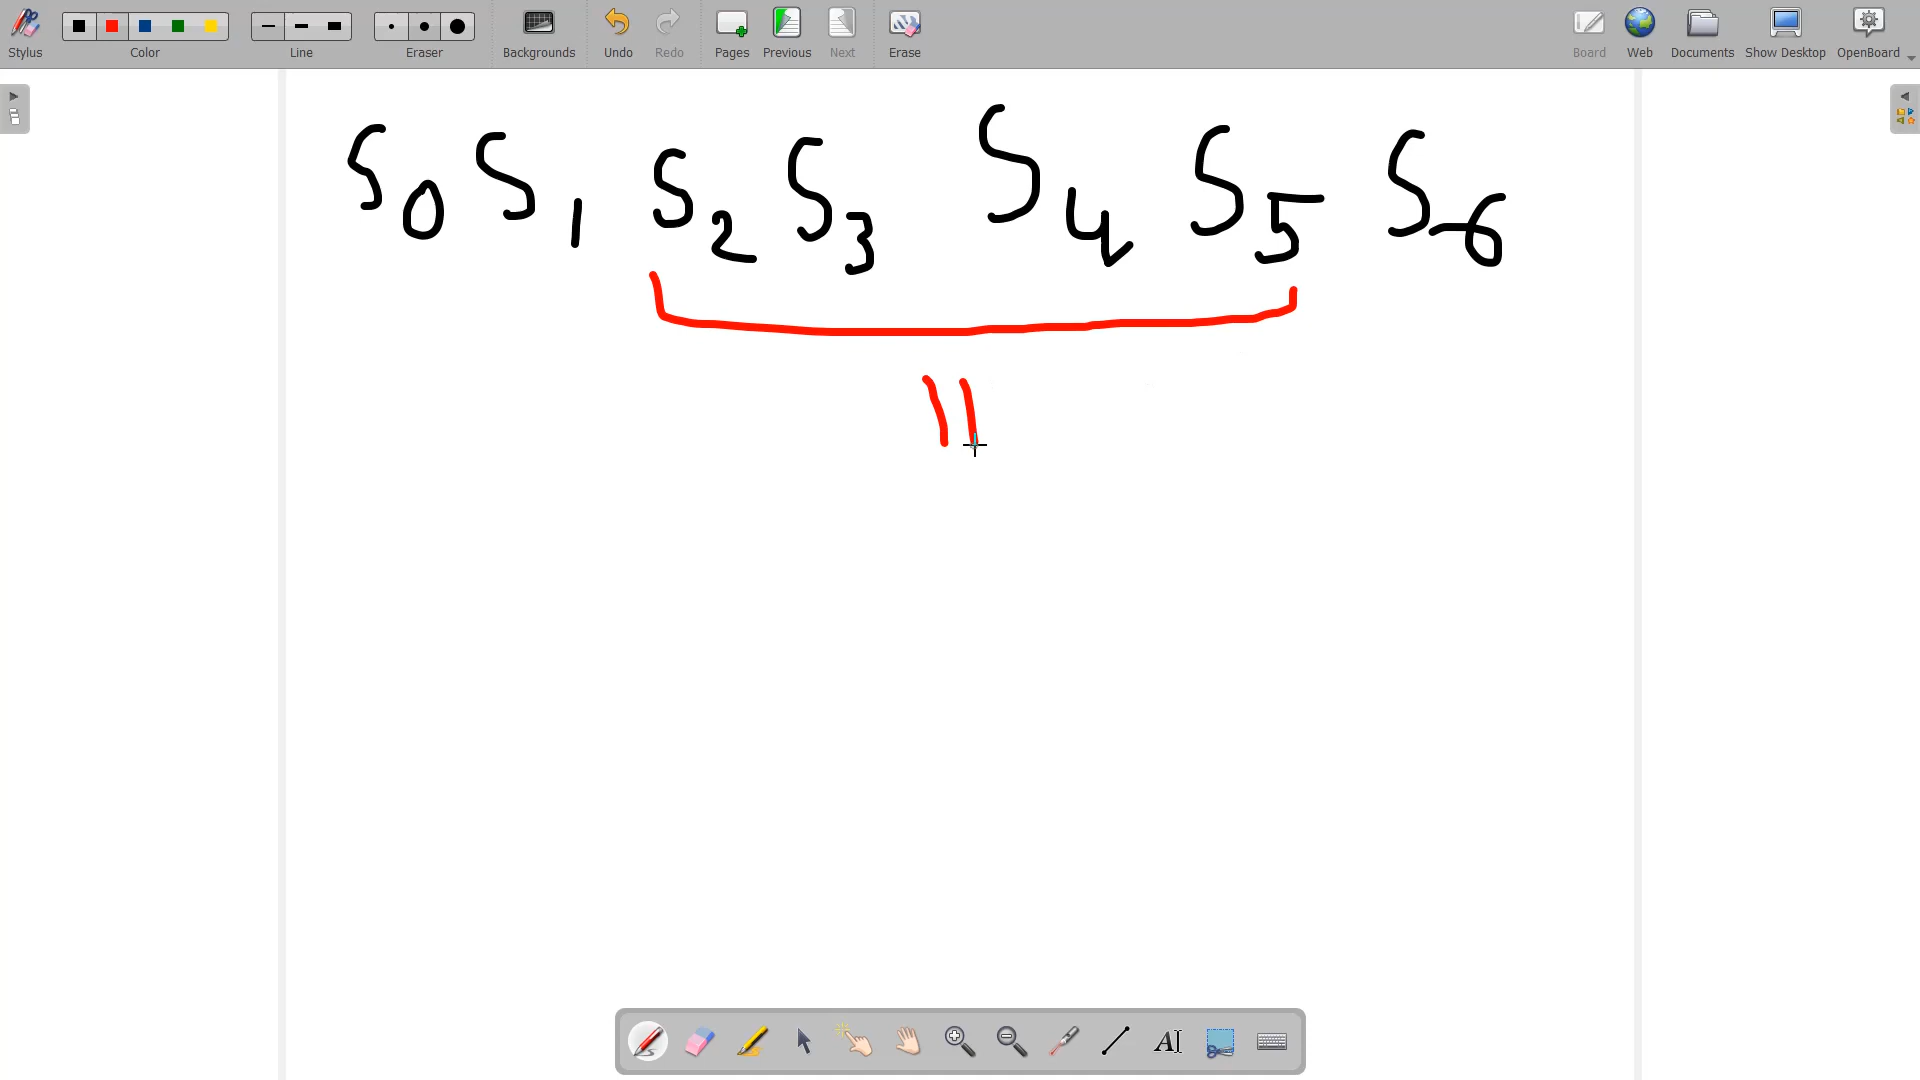 Stylus Color Line Eraser Backgrounds Undo Redo Pages Previous Next Erase Board Web Documents Show Desktop OpenBoard
S₀ S₁ S₂ S₃ S₄ S₅ S₆
||
AI